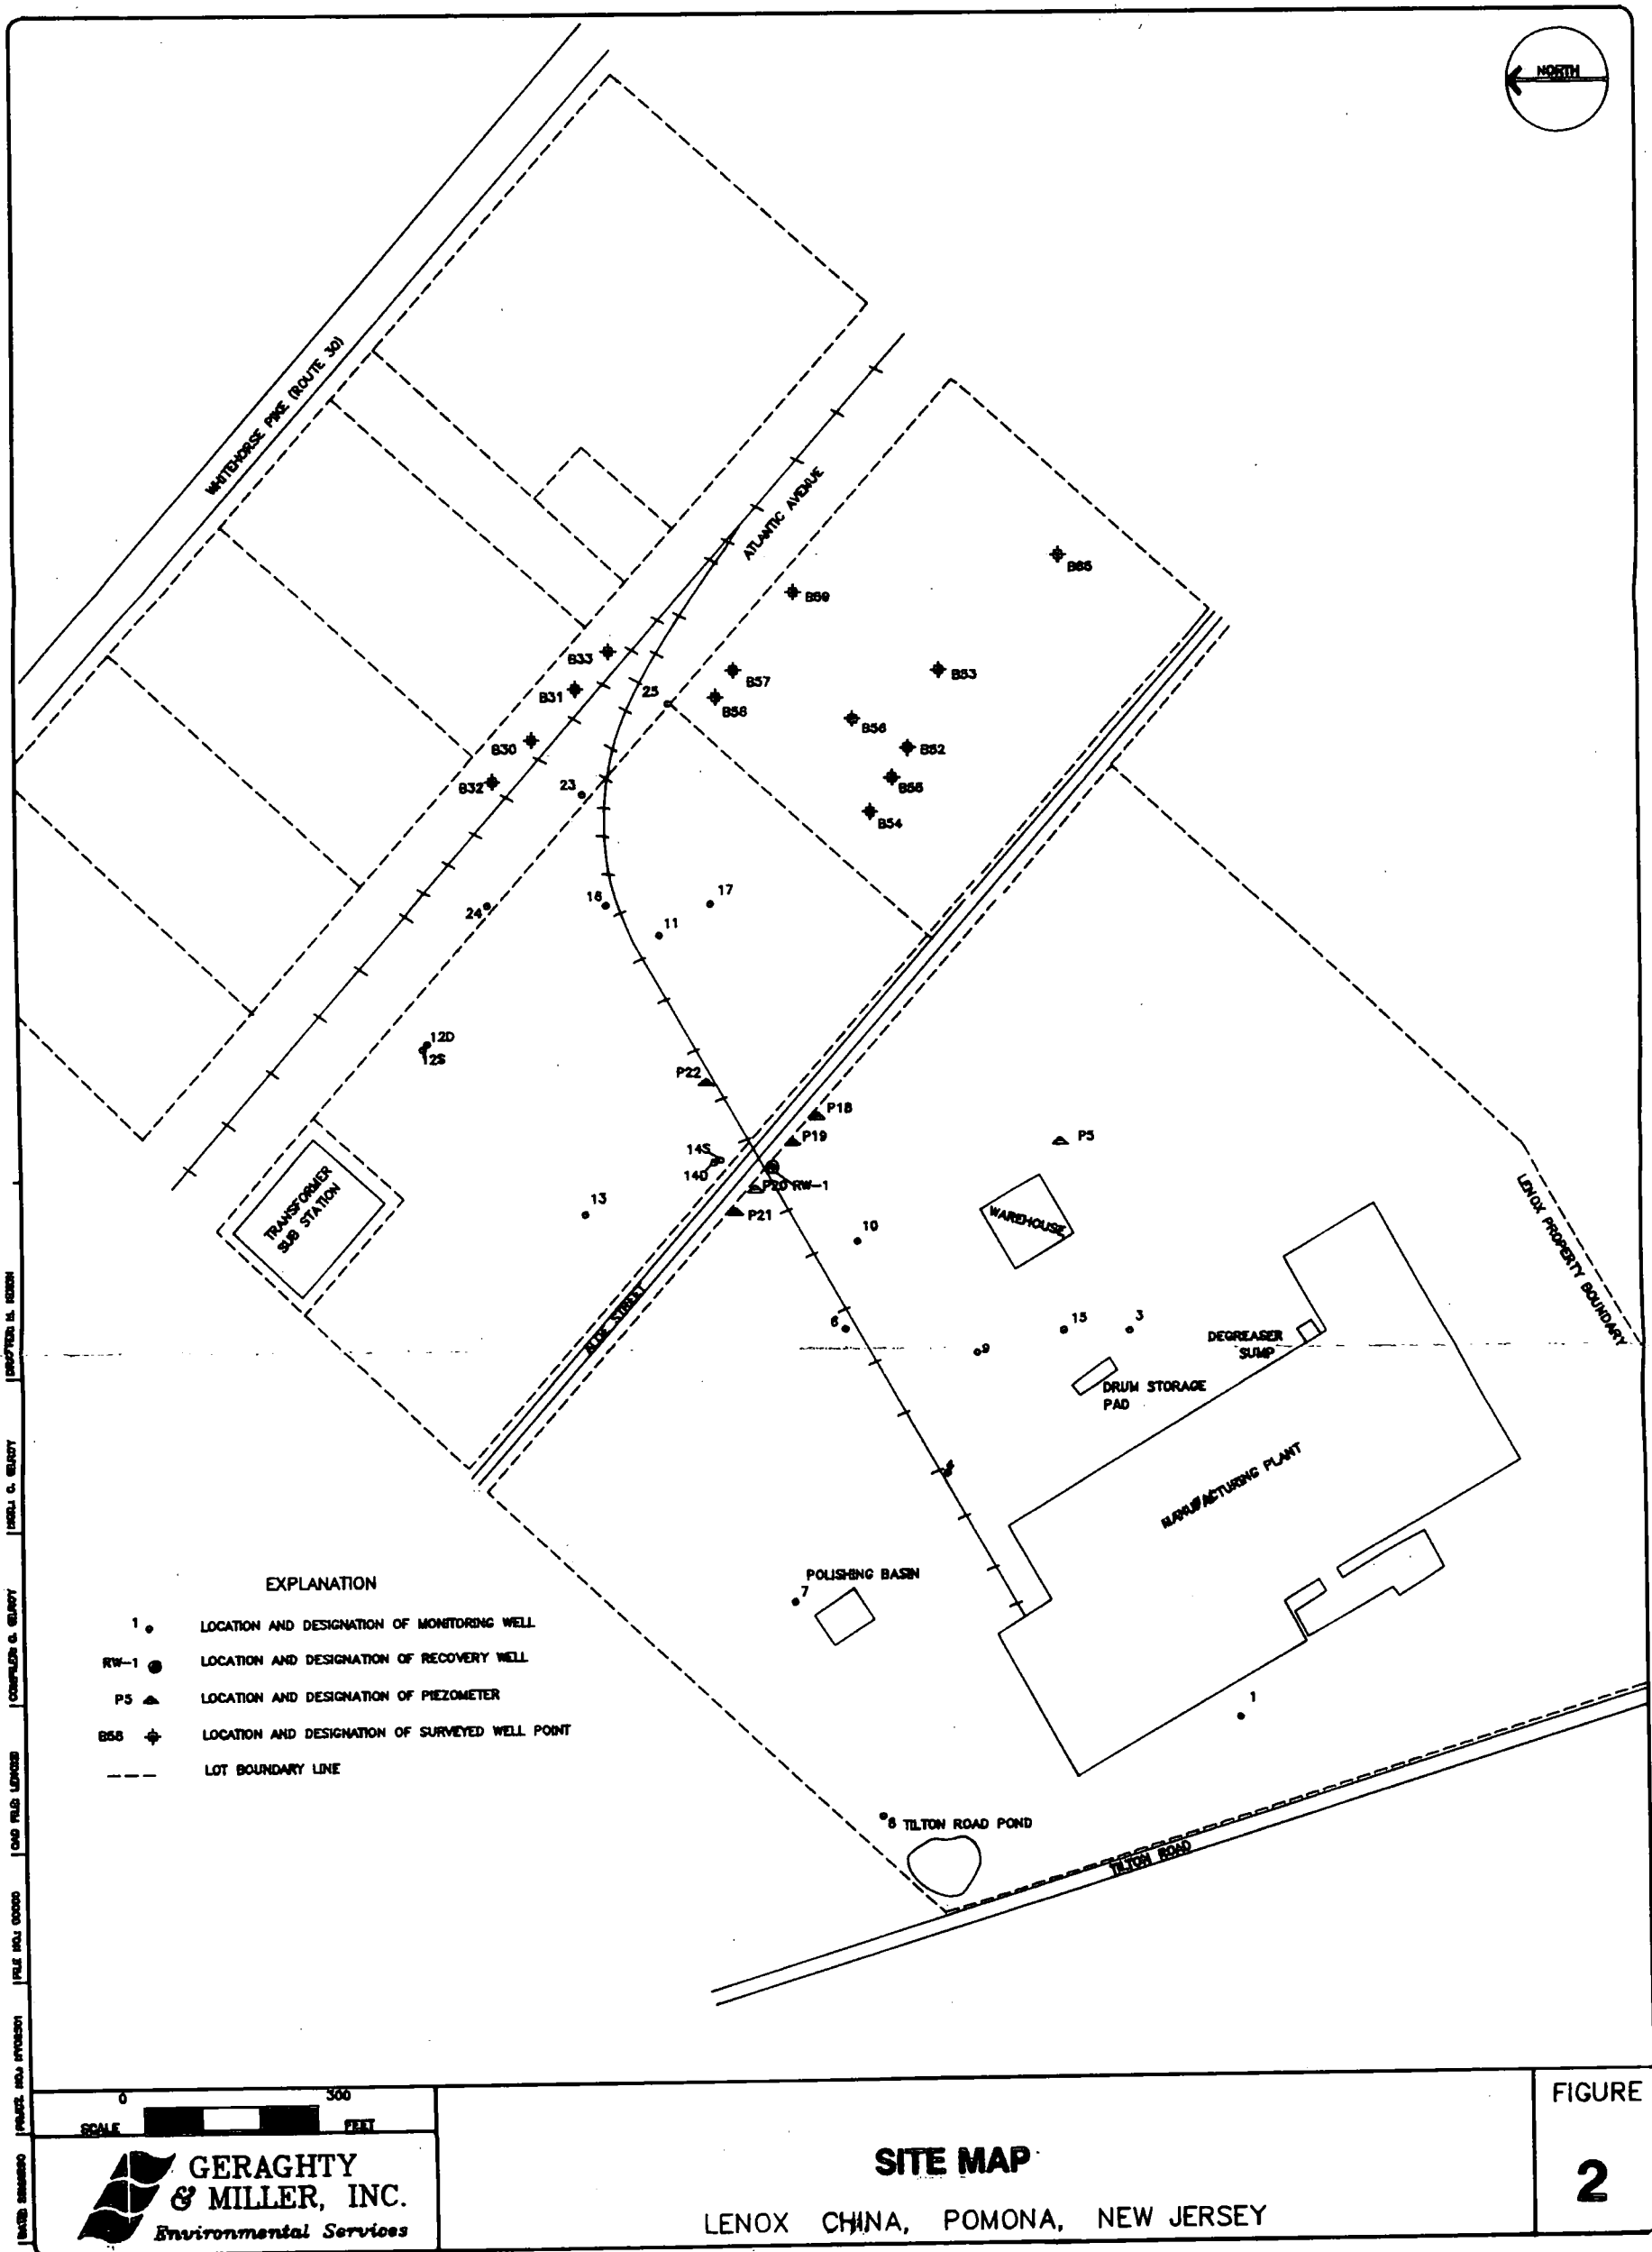 NORTH
WHITEHORSE PIKE (ROUTE 30)
ATLANTIC AVENUE
B65
B59
B33
B57
B53
B31
25
B58
B56
B30
B52
B32
23
B55
B54
24
16
17
11
12D
12S
P22
P18
P19
P5
14S
14D
P20
RW-1
TRANSFORMER
SUB STATION
13
P21
10
WAREHOUSE
LENOX PROPERTY BOUNDARY
6
15
3
9
DEGREASER
SUMP
DRUM STORAGE
PAD
STREET
MANUFACTURING PLANT
POLISHING BASIN
7
1
8
TILTON ROAD POND
TILTON ROAD
EXPLANATION
1 LOCATION AND DESIGNATION OF MONITORING WELL
RW-1 LOCATION AND DESIGNATION OF RECOVERY WELL
P5 LOCATION AND DESIGNATION OF PIEZOMETER
B58 LOCATION AND DESIGNATION OF SURVEYED WELL POINT
LOT BOUNDARY LINE
0 300
SCALE FEET
GERAGHTY
& MILLER, INC.
Environmental Services
SITE MAP
LENOX CHINA, POMONA, NEW JERSEY
FIGURE
2